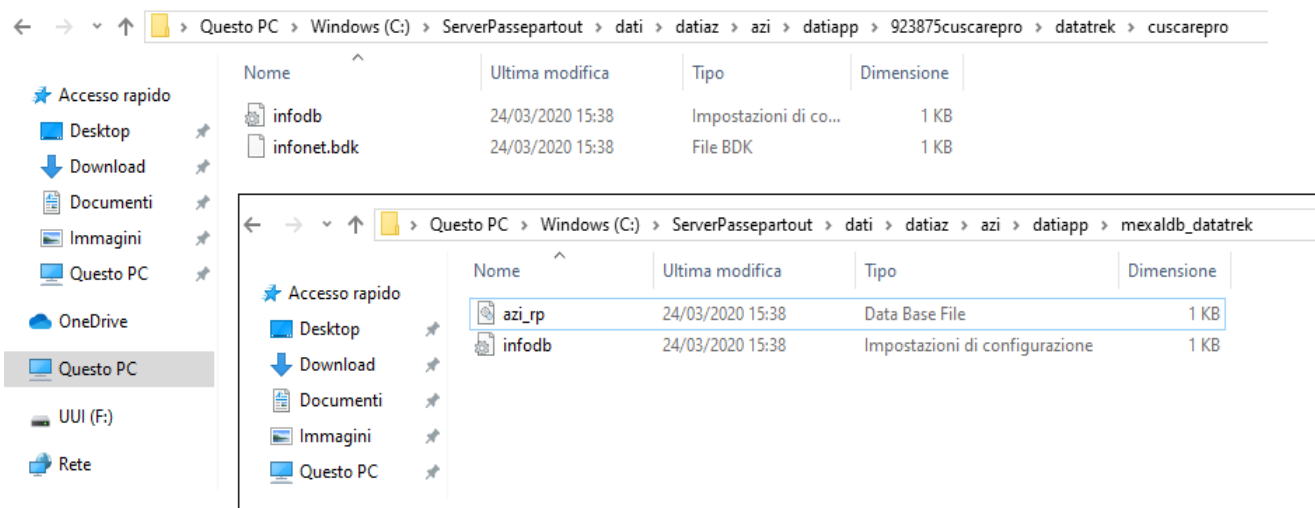 Questo PC > Windows (C:) > ServerPassepartout > dati > datiaz > azi > datiapp > 923875cuscarepro > datatrek > cuscarepro
Nome Ultima modifica Tipo Dimensione
infodb 24/03/2020 15:38 Impostazioni di co... 1 KB
infonet.bdk 24/03/2020 15:38 File BDK 1 KB
Accesso rapido
Desktop
Download
Documenti
Immagini
Questo PC
OneDrive
Questo PC
UUI (F:)
Rete
Questo PC > Windows (C:) > ServerPassepartout > dati > datiaz > azi > datiapp > mexaldb_datatrek
Nome Ultima modifica Tipo Dimensione
azi_rp 24/03/2020 15:38 Data Base File 1 KB
infodb 24/03/2020 15:38 Impostazioni di configurazione 1 KB
Accesso rapido
Desktop
Download
Documenti
Immagini
Questo PC